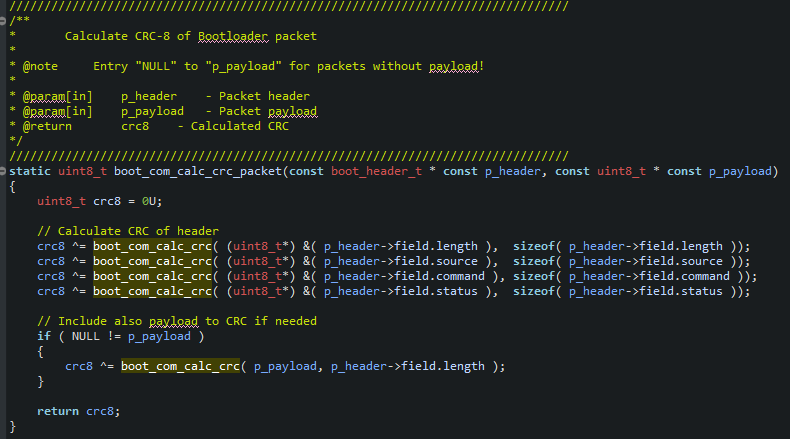 ////////////////////////////////////////////////////////////////////////////////
/**
*       Calculate CRC-8 of Bootloader packet
*
* @note     Entry "NULL" to "p_payload" for packets without payload!
*
* @param[in]    p_header    - Packet header
* @param[in]    p_payload   - Packet payload
* @return       crc8    - Calculated CRC
*/
////////////////////////////////////////////////////////////////////////////////
static uint8_t boot_com_calc_crc_packet(const boot_header_t * const p_header, const uint8_t * const p_payload)
{
    uint8_t crc8 = 0U;

    // Calculate CRC of header
    crc8 ^= boot_com_calc_crc( (uint8_t*) &( p_header->field.length ),  sizeof( p_header->field.length ));
    crc8 ^= boot_com_calc_crc( (uint8_t*) &( p_header->field.source ),  sizeof( p_header->field.source ));
    crc8 ^= boot_com_calc_crc( (uint8_t*) &( p_header->field.command ), sizeof( p_header->field.command ));
    crc8 ^= boot_com_calc_crc( (uint8_t*) &( p_header->field.status ),  sizeof( p_header->field.status ));

    // Include also payload to CRC if needed
    if ( NULL != p_payload )
    {
        crc8 ^= boot_com_calc_crc( p_payload, p_header->field.length );
    }

    return crc8;
}